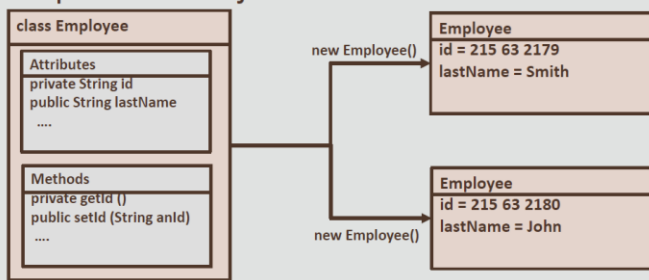 class Employee
Attributes
private String id
public String lastName
....
Methods
private getId ()
public setId (String anId)
....
new Employee()
Employee
id = 215 63 2179
lastName = Smith
new Employee()
Employee
id = 215 63 2180
lastName = John